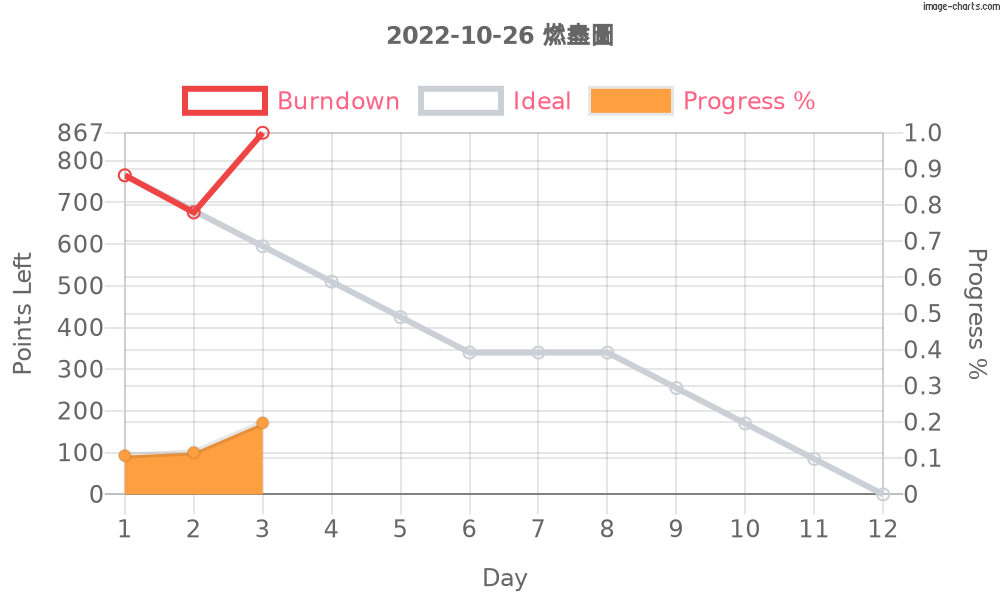 image-charts.com
2022-10-26 燃盡圖
Burndown Ideal Progress %
867 1.0
800 0.9
700 0.8
600 0.7
500 0.6
400 0.5
300 0.4
200 0.3
100 0.2
0 0.1
0
Points Left
Progress %
1 2 3 4 5 6 7 8 9 10 11 12
Day